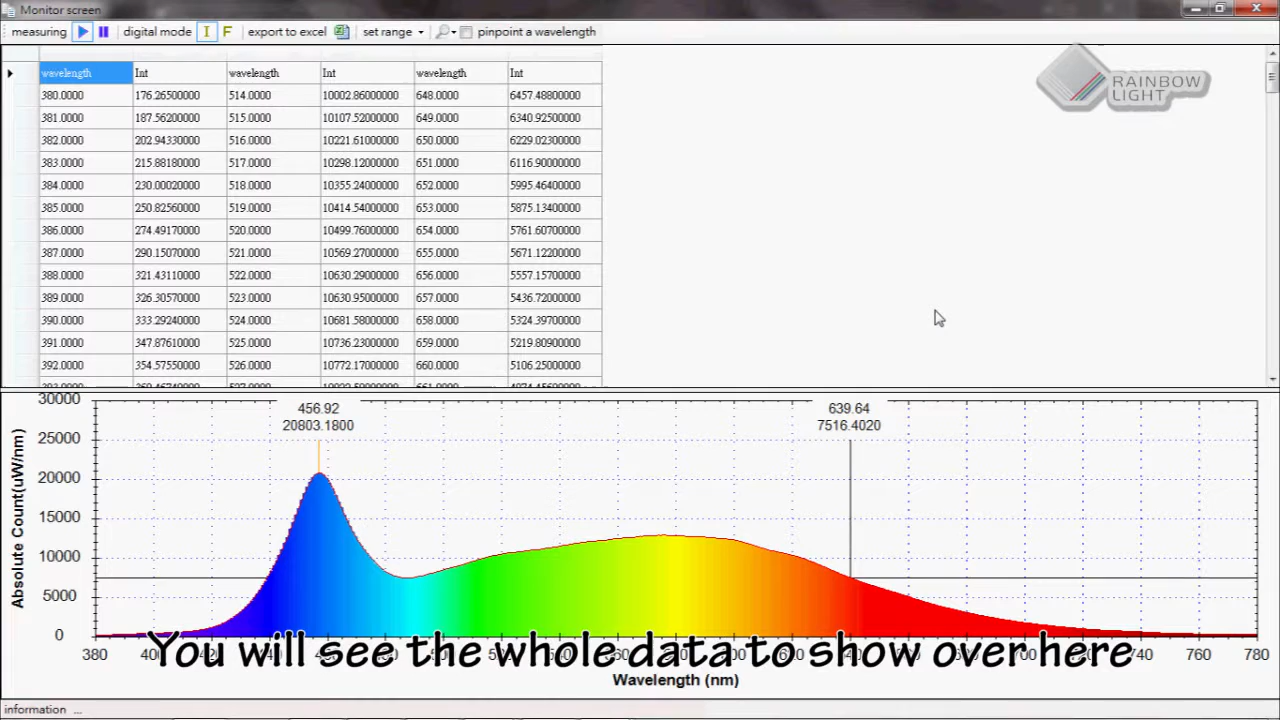 Monitor screen
measuring digital mode I F export to excel set range pinpoint a wavelength
RAINBOW
LIGHT
wavelength Int wavelength Int wavelength Int
380.0000 176.26500000 514.0000 10002.86000000 648.0000 6457.48800000
381.0000 187.56200000 515.0000 10107.52000000 649.0000 6340.92500000
382.0000 202.94330000 516.0000 10221.61000000 650.0000 6229.02300000
383.0000 215.88180000 517.0000 10298.12000000 651.0000 6116.90000000
384.0000 230.00020000 518.0000 10355.24000000 652.0000 5995.46400000
385.0000 250.82560000 519.0000 10414.54000000 653.0000 5875.13400000
386.0000 274.49170000 520.0000 10499.76000000 654.0000 5761.60700000
387.0000 290.15070000 521.0000 10569.27000000 655.0000 5671.12200000
388.0000 321.43110000 522.0000 10630.29000000 656.0000 5557.15700000
389.0000 326.30570000 523.0000 10630.95000000 657.0000 5436.72000000
390.0000 333.29240000 524.0000 10681.58000000 658.0000 5324.39700000
391.0000 347.87610000 525.0000 10736.23000000 659.0000 5219.80900000
392.0000 354.57550000 526.0000 10772.17000000 660.0000 5106.25000000
30000
25000
20000
15000
10000
5000
0
Absolute Count(uW/nm)
456.92
20803.1800
639.64
7516.4020
You will see the whole data to show over here
380 740 760 780
Wavelength (nm)
information ...